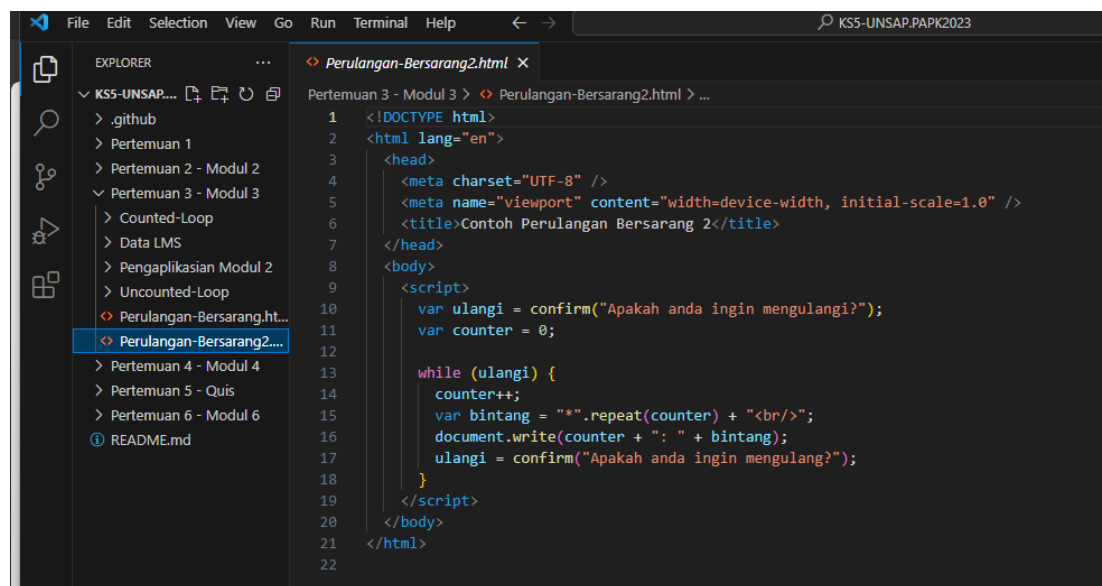 File Edit Selection View Go Run Terminal Help ← → KS5-UNSAP.PAPK2023
EXPLORER ...
KS5-UNSAP....
> .github
> Pertemuan 1
> Pertemuan 2 - Modul 2
Pertemuan 3 - Modul 3
> Counted-Loop
> Data LMS
> Pengaplikasian Modul 2
> Uncounted-Loop
<> Perulangan-Bersarang.ht...
<> Perulangan-Bersarang2....
> Pertemuan 4 - Modul 4
> Pertemuan 5 - Quis
> Pertemuan 6 - Modul 6
README.md
<> Perulangan-Bersarang2.html ×
Pertemuan 3 - Modul 3 > <> Perulangan-Bersarang2.html > ...
1 <!DOCTYPE html>
2 <html lang="en">
3 <head>
4 <meta charset="UTF-8" />
5 <meta name="viewport" content="width=device-width, initial-scale=1.0" />
6 <title>Contoh Perulangan Bersarang 2</title>
7 </head>
8 <body>
9 <script>
10 var ulangi = confirm("Apakah anda ingin mengulangi?");
11 var counter = 0;
12
13 while (ulangi) {
14 counter++;
15 var bintang = "*".repeat(counter) + "<br/>";
16 document.write(counter + ": " + bintang);
17 ulangi = confirm("Apakah anda ingin mengulang?");
18 }
19 </script>
20 </body>
21 </html>
22